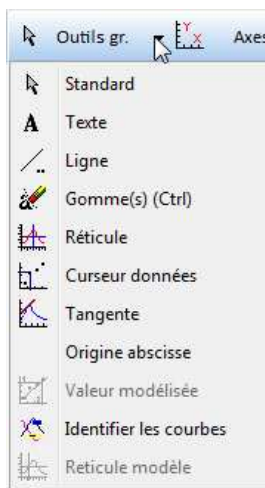 Outils gr. Axes
Standard
Texte
Ligne
Gomme(s) (Ctrl)
Réticule
Curseur données
Tangente
Origine abscisse
Valeur modélisée
Identifier les courbes
Reticule modèle